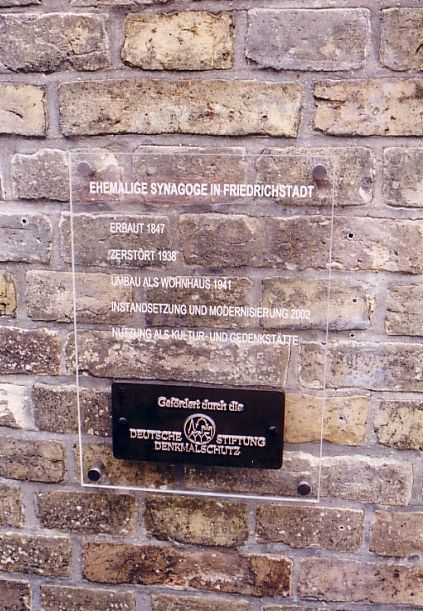 EHEMALIGE SYNAGOGE IN FRIEDRICHSTADT
ERBAUT 1847
ZERSTÖRT 1938
UMBAU ALS WOHNHAUS 1941
INSTANDSETZUNG UND MODERNISIERUNG 2002
NUTZUNG ALS KULTUR- UND GEDENKSTÄTTE
Gefördert durch die
DEUTSCHE STIFTUNG
DENKMALSCHUTZ